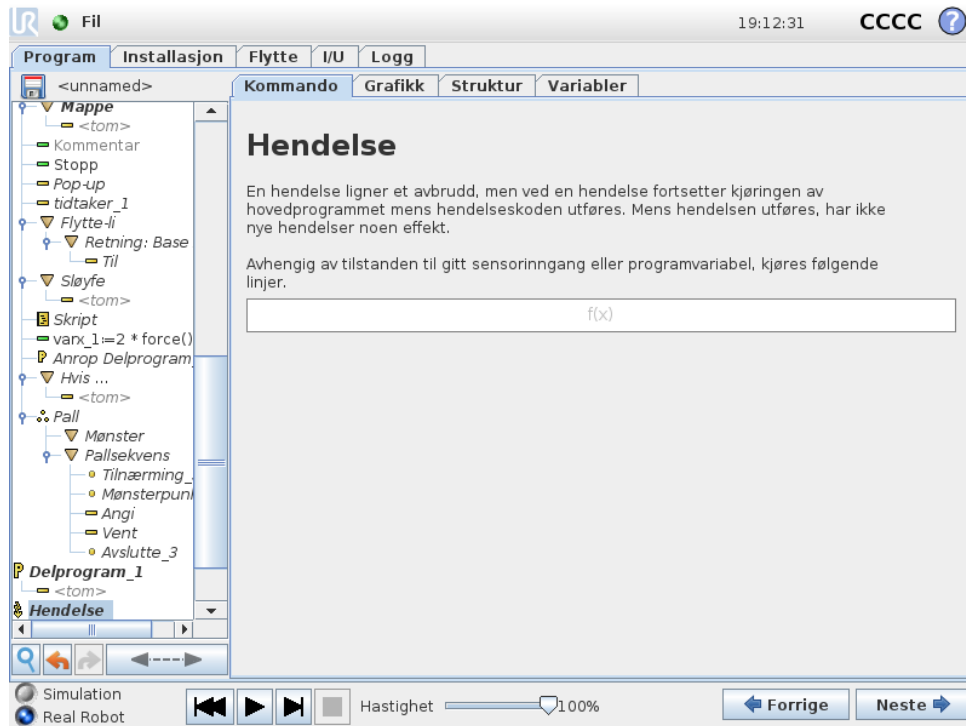 UR Fil 19:12:31 CCCC ?
Program Installasjon Flytte I/U Logg
<unnamed>
Kommando Grafikk Struktur Variabler
Mappe
<tom>
Kommentar
Stopp
Pop-up
tidtaker_1
Flytte-li
Retning: Base
Til
Sløyfe
<tom>
Skript
varx_1:=2 * force()
Anrop Delprogram_
Hvis ...
<tom>
Pall
Mønster
Pallsekvens
Tilnærming_
Mønsterpun
Angi
Vent
Avslutte_3
Delprogram_1
<tom>
Hendelse
Hendelse
En hendelse ligner et avbrudd, men ved en hendelse fortsetter kjøringen av
hovedprogrammet mens hendelseskoden utføres. Mens hendelsen utføres, har ikke
nye hendelser noen effekt.
Avhengig av tilstanden til gitt sensorinngang eller programvariabel, kjøres følgende
linjer.
f(x)
Simulation
Real Robot
Hastighet 100%
Forrige Neste